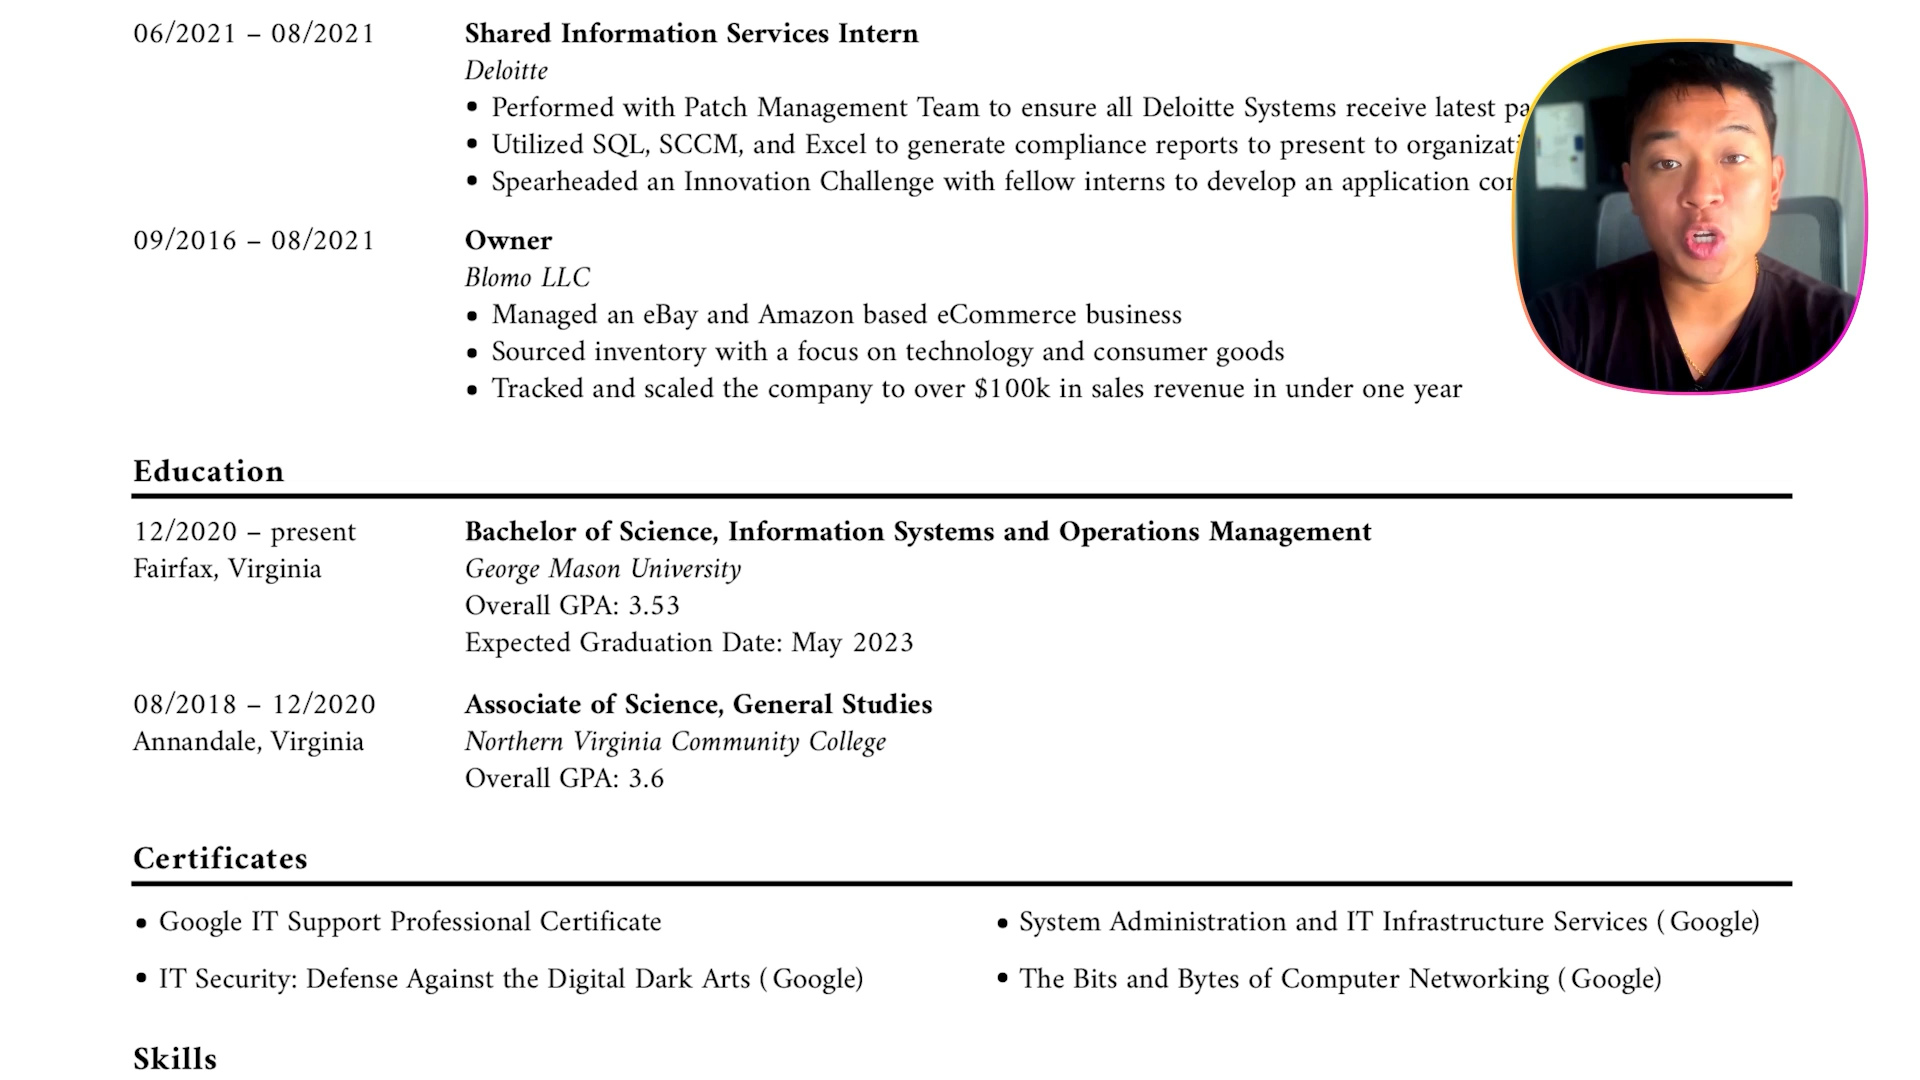 06/2021 – 08/2021
Shared Information Services Intern
Deloitte
• Performed with Patch Management Team to ensure all Deloitte Systems receive latest
• Utilized SQL, SCCM, and Excel to generate compliance reports to present to
• Spearheaded an Innovation Challenge with fellow interns to develop an application
09/2016 – 08/2021
Owner
Blomo LLC
• Managed an eBay and Amazon based eCommerce business
• Sourced inventory with a focus on technology and consumer goods
• Tracked and scaled the company to over $100k in sales revenue in under one year
Education
12/2020 – present
Fairfax, Virginia
Bachelor of Science, Information Systems and Operations Management
George Mason University
Overall GPA: 3.53
Expected Graduation Date: May 2023
08/2018 – 12/2020
Annandale, Virginia
Associate of Science, General Studies
Northern Virginia Community College
Overall GPA: 3.6
Certificates
• Google IT Support Professional Certificate
• System Administration and IT Infrastructure Services (Google)
• IT Security: Defense Against the Digital Dark Arts (Google)
• The Bits and Bytes of Computer Networking (Google)
Skills